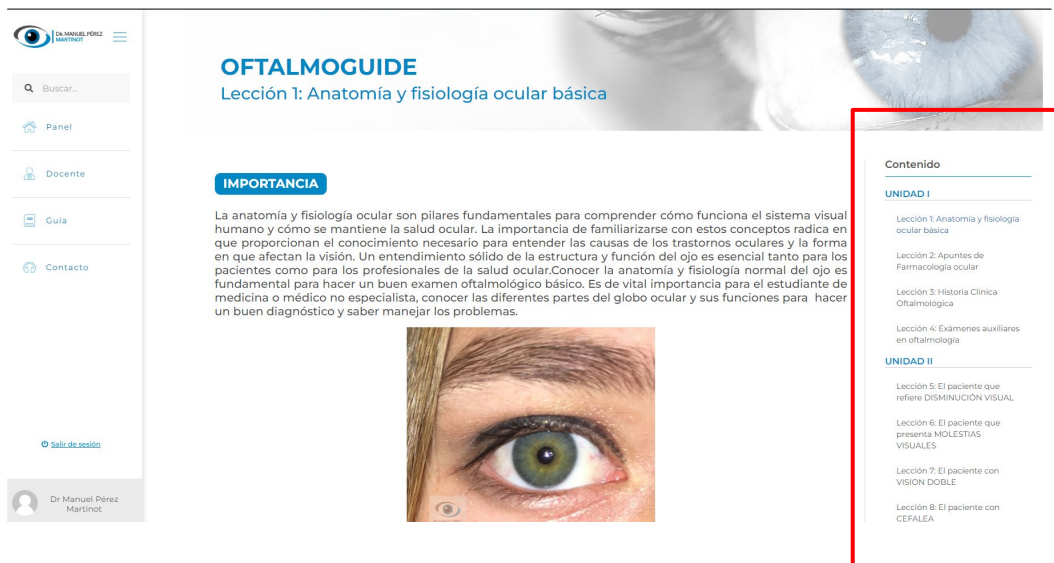 DR. MANUEL PÉREZ
MARTINOT
Buscar...
Panel
Docente
Guía
Contacto
Salir de sesión
Dr Manuel Pérez
Martinot
OFTALMOGUIDE
Lección 1: Anatomía y fisiología ocular básica
IMPORTANCIA
La anatomía y fisiología ocular son pilares fundamentales para comprender cómo funciona el sistema visual
humano y cómo se mantiene la salud ocular. La importancia de familiarizarse con estos conceptos radica en
que proporcionan el conocimiento necesario para entender las causas de los trastornos oculares y la forma
en que afectan la visión. Un entendimiento sólido de la estructura y función del ojo es esencial tanto para los
pacientes como para los profesionales de la salud ocular.Conocer la anatomía y fisiología normal del ojo es
fundamental para hacer un buen examen oftalmológico básico. Es de vital importancia para el estudiante de
medicina o médico no especialista, conocer las diferentes partes del globo ocular y sus funciones para hacer
un buen diagnóstico y saber manejar los problemas.
Contenido
UNIDAD I
Lección 1: Anatomía y fisiología
ocular básica
Lección 2: Apuntes de
Farmacología ocular
Lección 3: Historia Clínica
Oftalmológica
Lección 4: Exámenes auxiliares
en oftalmología
UNIDAD II
Lección 5: El paciente que
refiere DISMINUCIÓN VISUAL
Lección 6: El paciente que
presenta MOLESTIAS
VISUALES
Lección 7: El paciente con
VISION DOBLE
Lección 8: El paciente con
CEFALEA